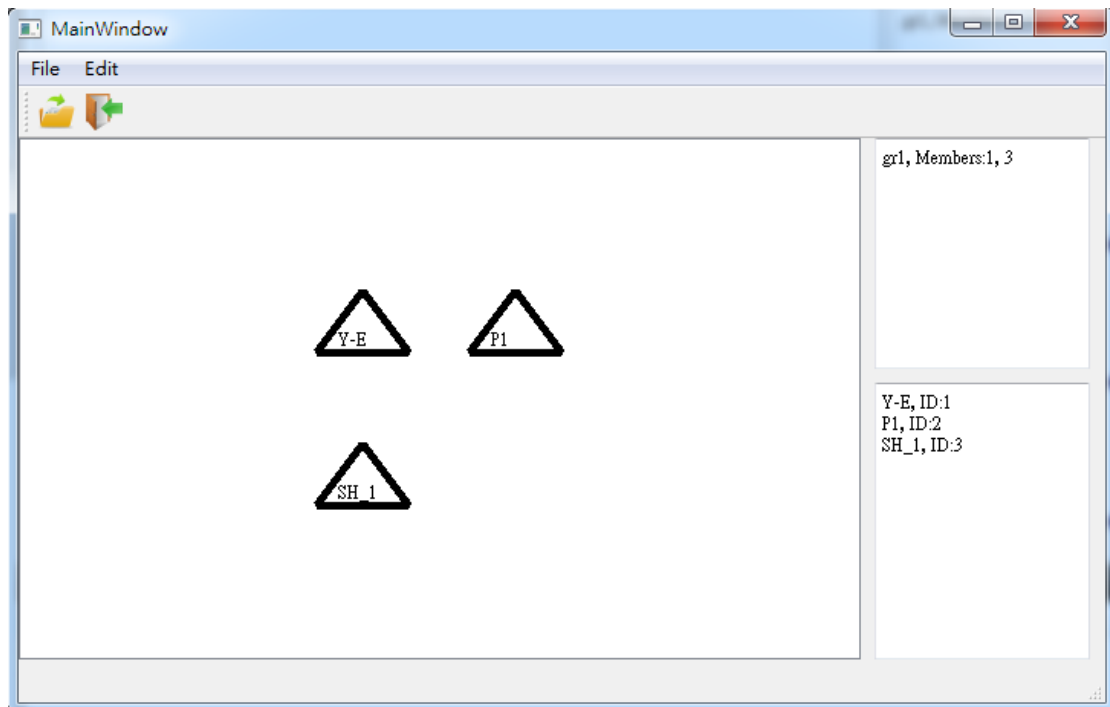 MainWindow
File Edit
gr1, Members:1, 3
Y-E
P1
SH_1
Y-E, ID:1
P1, ID:2
SH_1, ID:3